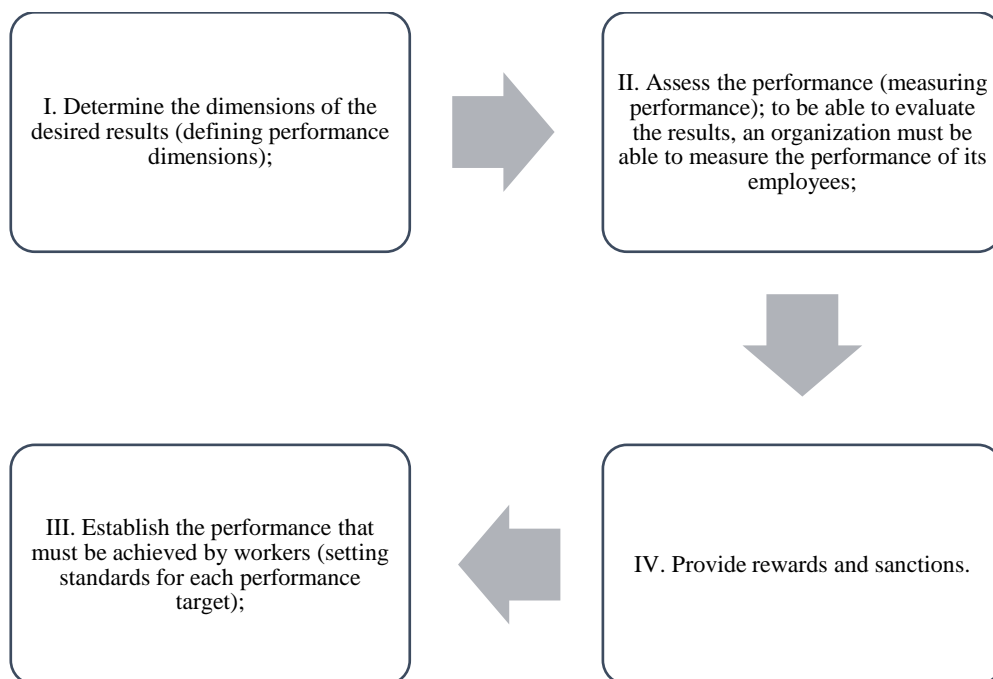 I. Determine the dimensions of the
desired results (defining performance
dimensions);
II. Assess the performance (measuring
performance); to be able to evaluate
the results, an organization must be
able to measure the performance of its
employees;
III. Establish the performance that
must be achieved by workers (setting
standards for each performance
target);
IV. Provide rewards and sanctions.